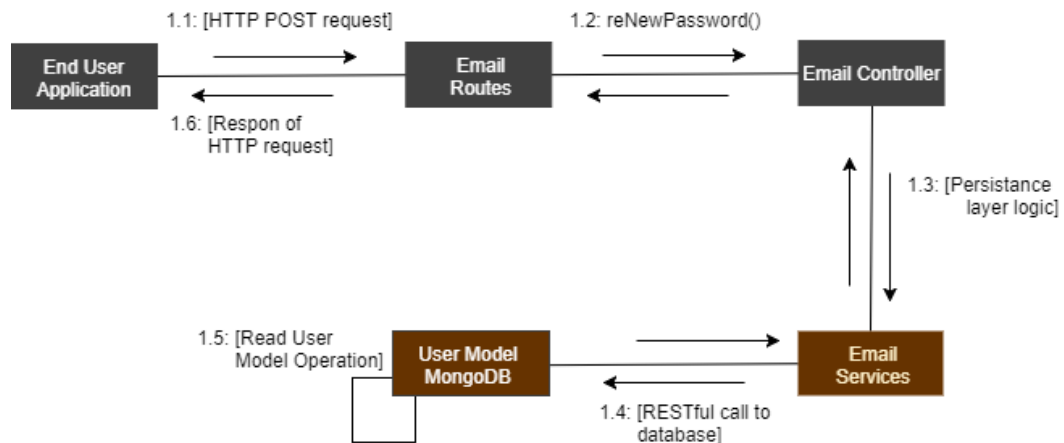 1.1: [HTTP POST request]
1.2: reNewPassword()
End User
Application
Email
Routes
Email Controller
1.6: [Respon of
HTTP request]
1.3: [Persistance
layer logic]
1.5: [Read User
Model Operation]
User Model
MongoDB
Email
Services
1.4: [RESTful call to
database]